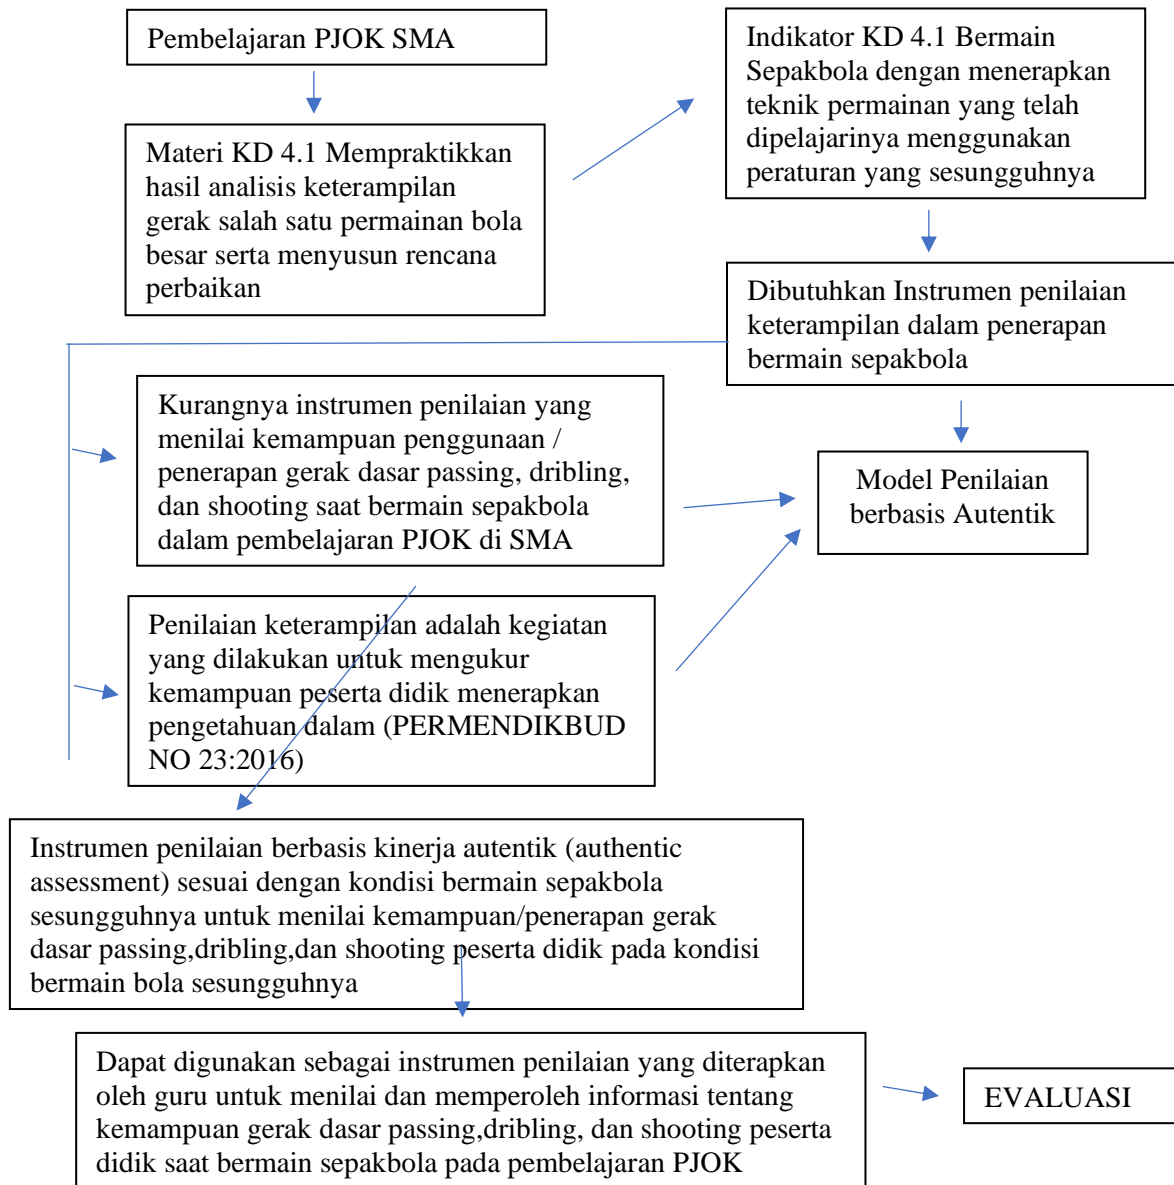 Pembelajaran PJOK SMA
Materi KD 4.1 Mempraktikkan
hasil analisis keterampilan
gerak salah satu permainan bola
besar serta menyusun rencana
perbaikan
Indikator KD 4.1 Bermain
Sepakbola dengan menerapkan
teknik permainan yang telah
dipelajarinya menggunakan
peraturan yang sesungguhnya
Dibutuhkan Instrumen penilaian
keterampilan dalam penerapan
bermain sepakbola
Kurangnya instrumen penilaian yang
menilai kemampuan penggunaan /
penerapan gerak dasar passing, dribling,
dan shooting saat bermain sepakbola
dalam pembelajaran PJOK di SMA
Model Penilaian
berbasis Autentik
Penilaian keterampilan adalah kegiatan
yang dilakukan untuk mengukur
kemampuan peserta didik menerapkan
pengetahuan dalam (PERMENDIKBUD
NO 23:2016)
Instrumen penilaian berbasis kinerja autentik (authentic
assessment) sesuai dengan kondisi bermain sepakbola
sesungguhnya untuk menilai kemampuan/penerapan gerak
dasar passing,dribling,dan shooting peserta didik pada kondisi
bermain bola sesungguhnya
Dapat digunakan sebagai instrumen penilaian yang diterapkan
oleh guru untuk menilai dan memperoleh informasi tentang
kemampuan gerak dasar passing,dribling, dan shooting peserta
didik saat bermain sepakbola pada pembelajaran PJOK
EVALUASI